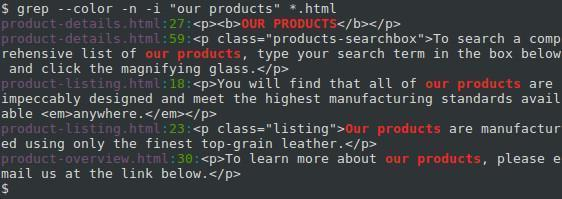 $ grep --color -n -i "our products" *.html
product-details.html:27:<p><b>OUR PRODUCTS</b></p>
product-details.html:59:<p class="products-searchbox">To search a comp
rehensive list of our products, type your search term in the box below
 and click the magnifying glass.</p>
product-listing.html:18:<p>You will find that all of our products are
impeccably designed and meet the highest manufacturing standards avail
able <em>anywhere.</em></p>
product-listing.html:23:<p class="listing">Our products are manufactur
ed using only the finest top-grain leather.</p>
product-overview.html:30:<p>To learn more about our products, please e
mail us at the link below.</p>
$